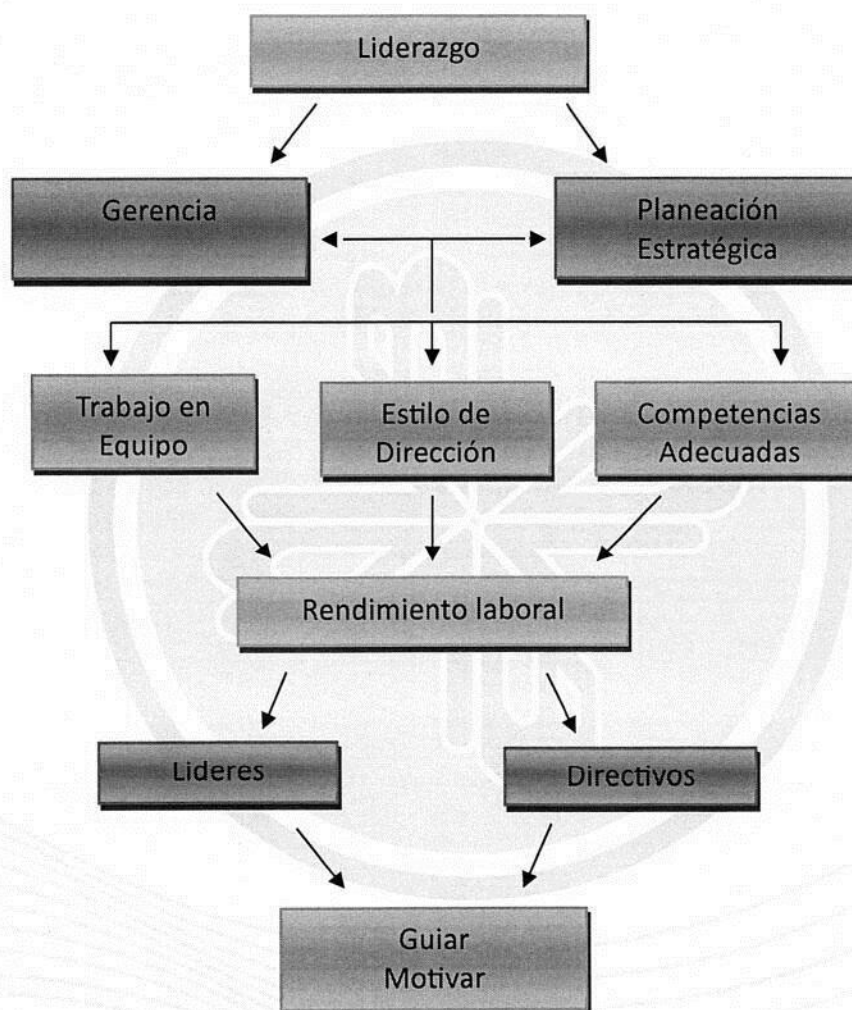 Liderazgo
Gerencia
Planeación
Estratégica
Trabajo en
Equipo
Estilo de
Dirección
Competencias
Adecuadas
Rendimiento laboral
Lideres
Directivos
Guiar
Motivar